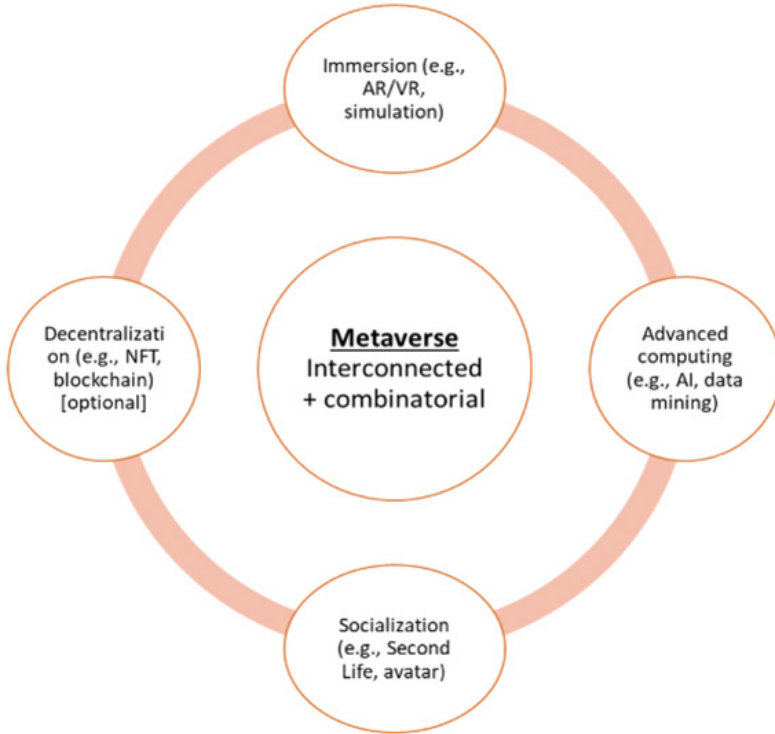 Immersion (e.g.,
AR/VR,
simulation)
Decentralizati
on (e.g., NFT,
blockchain)
[optional]
Metaverse
Interconnected
+ combinatorial
Advanced
computing
(e.g., AI, data
mining)
Socialization
(e.g., Second
Life, avatar)